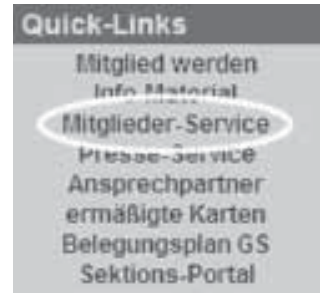 Quick-Links
Mitglied werden
Info-Material
Mitglieder-Service
Presse-Service
Ansprechpartner
ermäßigte Karten
Belegungsplan GS
Sektions-Portal